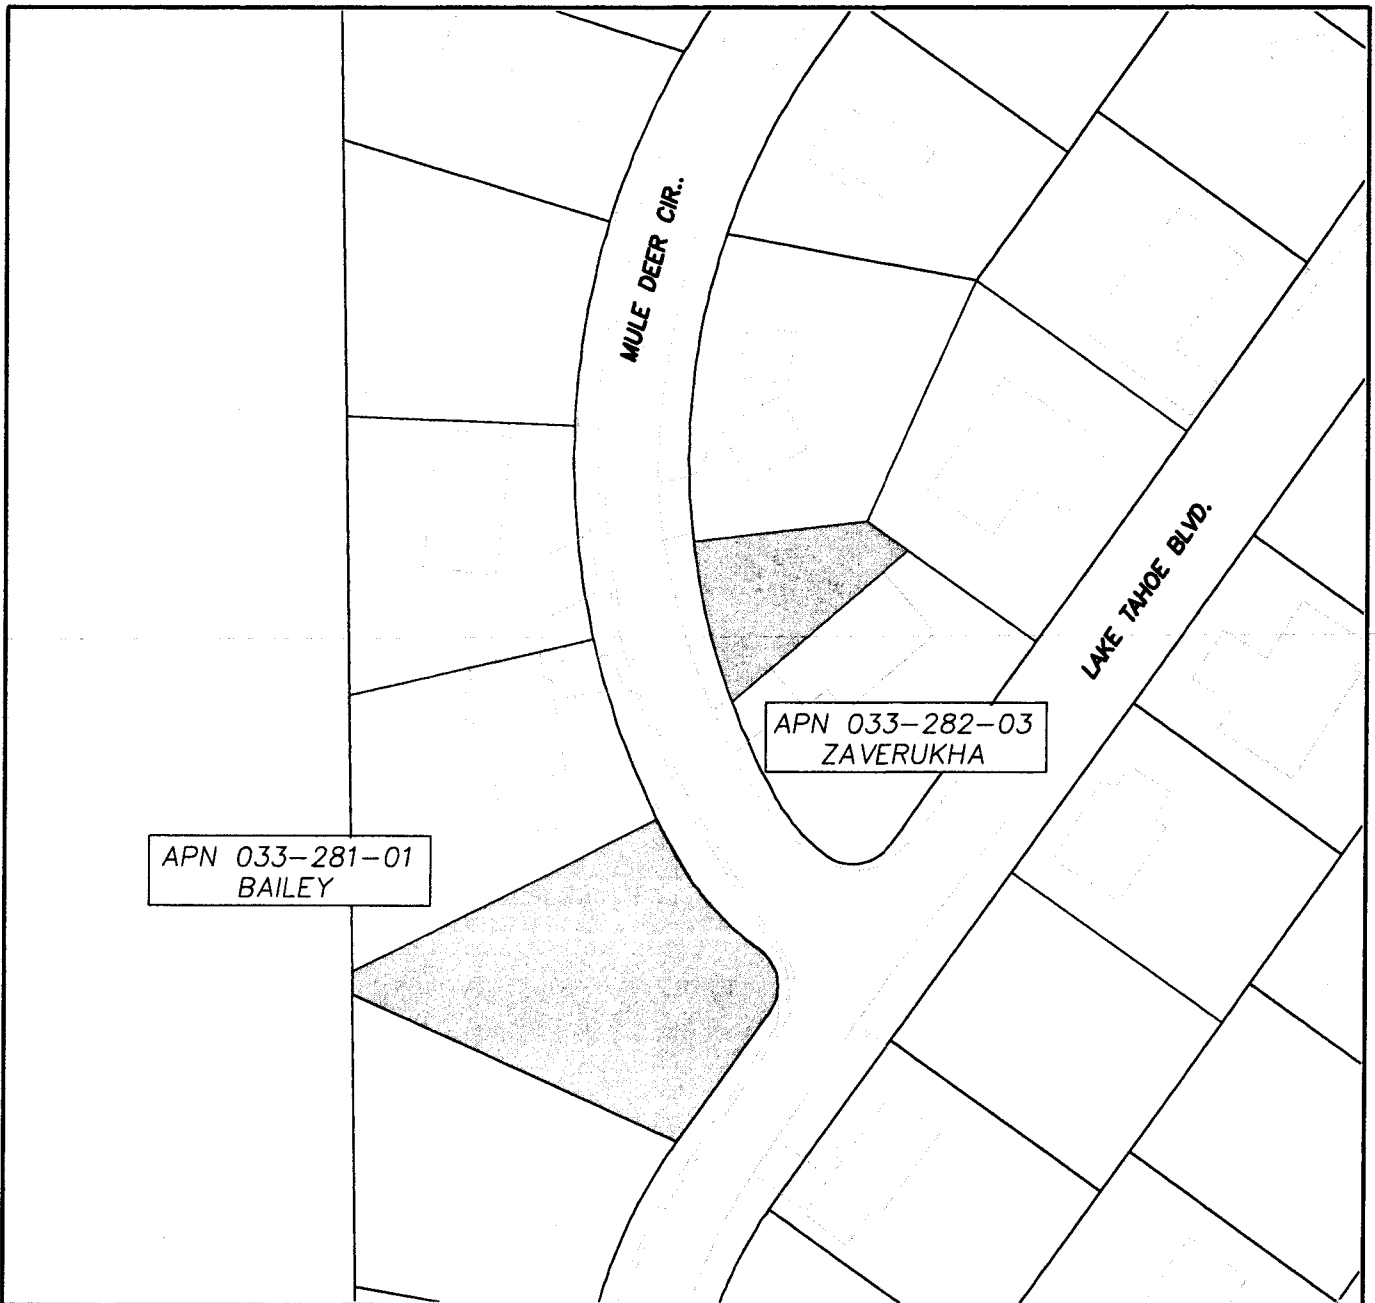 MULE DEER CIR..
LAKE TAHOE BLVD.
APN 033-282-03
ZAVERUKHA
APN 033-281-01
BAILEY